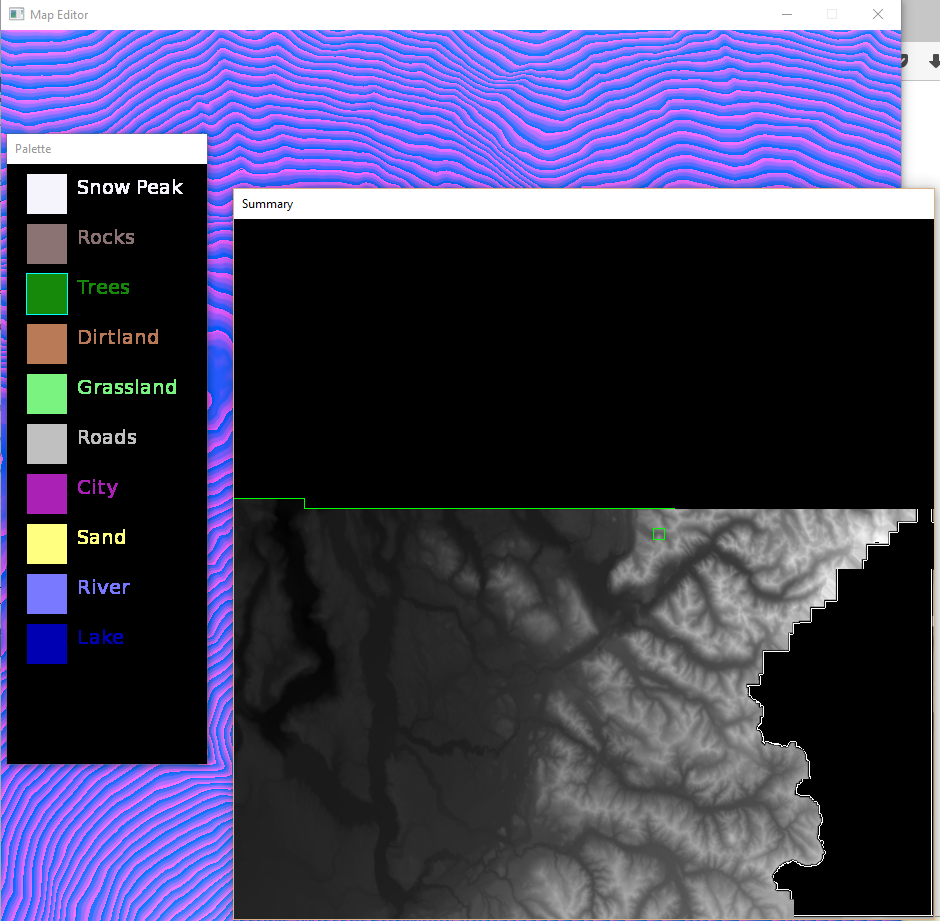 Map Editor
Palette
Snow Peak
Rocks
Trees
Dirtland
Grassland
Roads
City
Sand
River
Lake
Summary